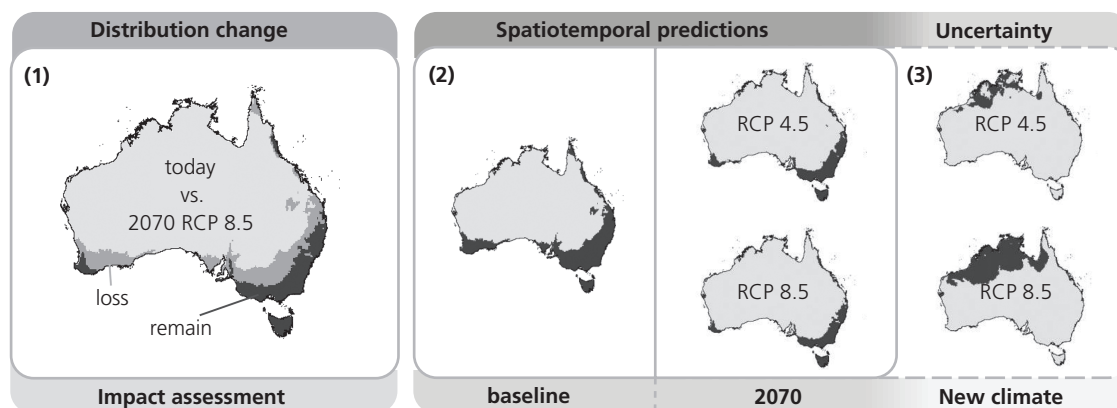 Distribution change
Spatiotemporal predictions
Uncertainty
(1)
today
vs.
2070 RCP 8.5
loss
remain
(2)
RCP 4.5
RCP 8.5
(3)
RCP 4.5
RCP 8.5
Impact assessment
baseline
2070
New climate